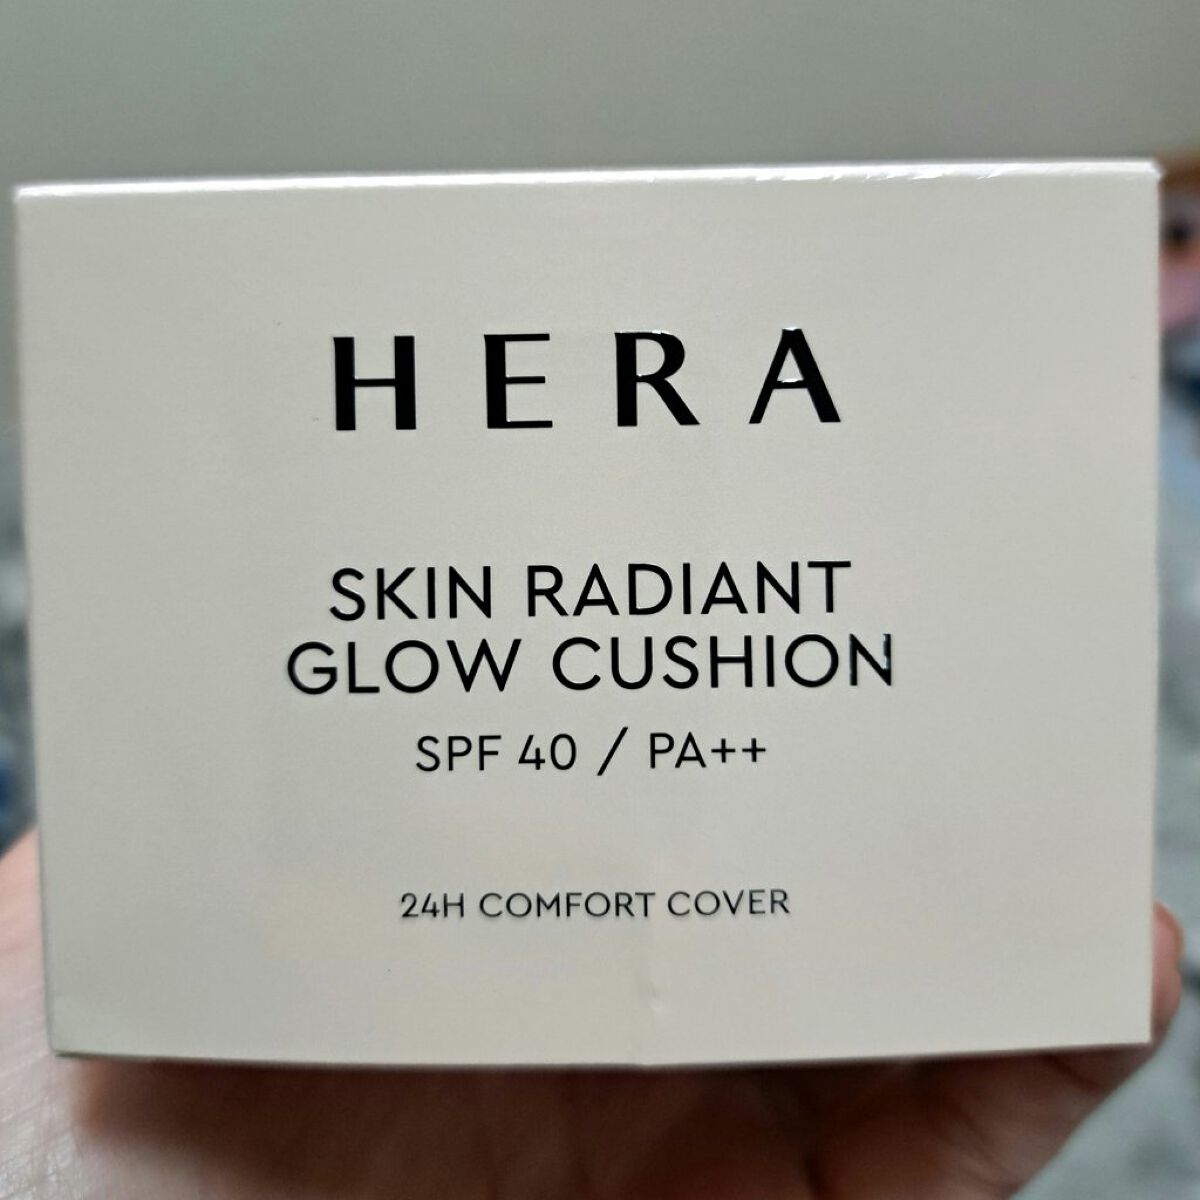 HERA
SKIN RADIANT
GLOW CUSHION
SPF 40 / PA++
24H COMFORT COVER